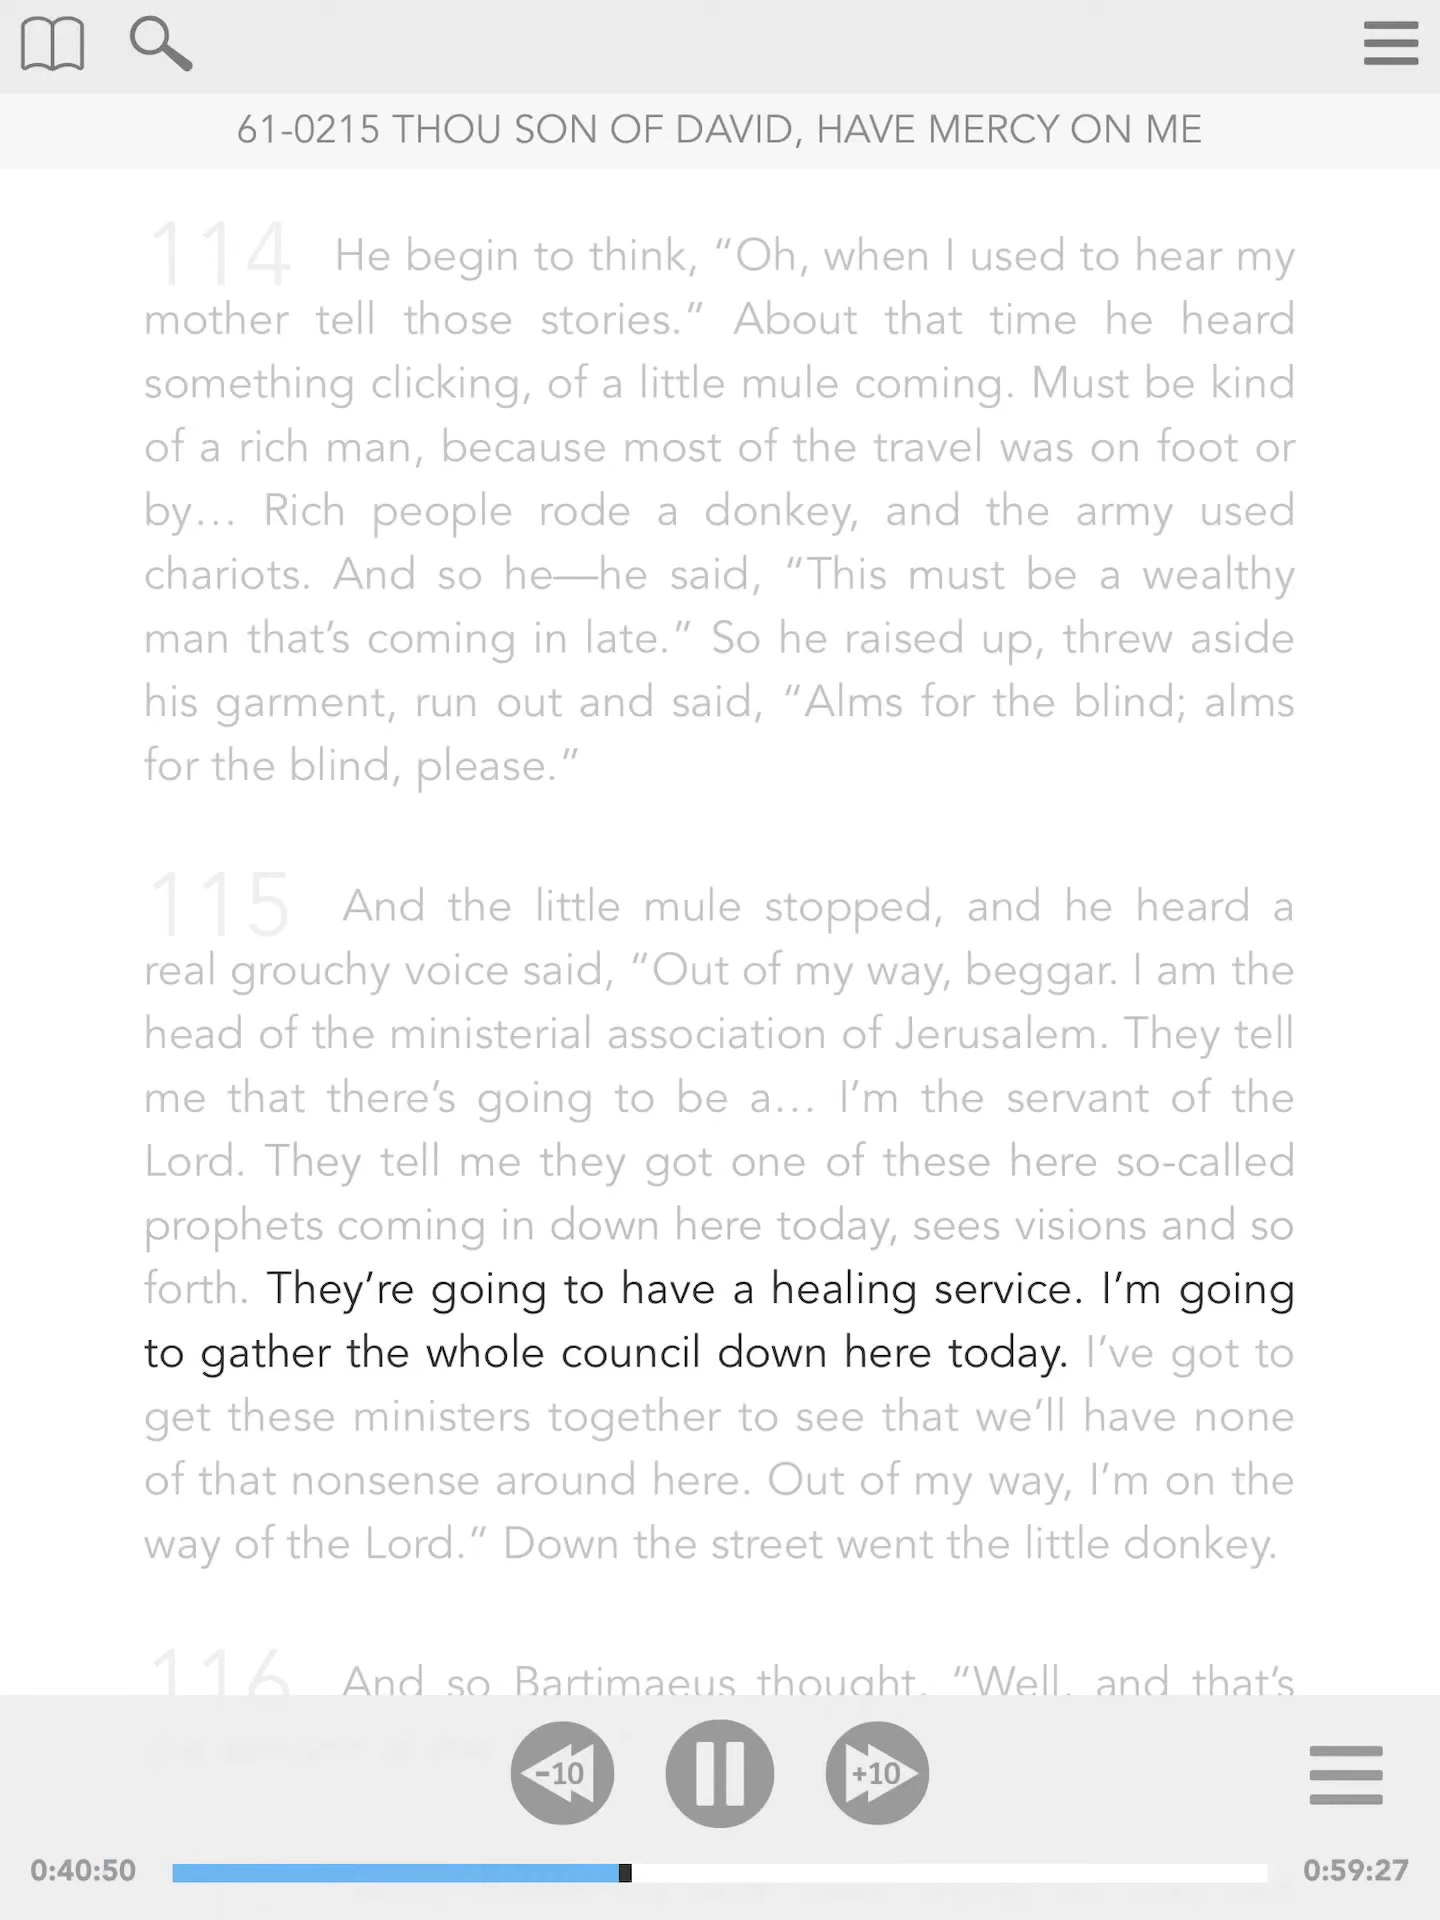 61-0215 THOU SON OF DAVID, HAVE MERCY ON ME
114 He begin to think, “Oh, when I used to hear my
mother tell those stories.” About that time he heard
something clicking, of a little mule coming. Must be kind
of a rich man, because most of the travel was on foot or
by… Rich people rode a donkey, and the army used
chariots. And so he—he said, “This must be a wealthy
man that’s coming in late.” So he raised up, threw aside
his garment, run out and said, “Alms for the blind; alms
for the blind, please.”
115 And the little mule stopped, and he heard a
real grouchy voice said, “Out of my way, beggar. I am the
head of the ministerial association of Jerusalem. They tell
me that there’s going to be a… I’m the servant of the
Lord. They tell me they got one of these here so-called
prophets coming in down here today, sees visions and so
forth. They’re going to have a healing service. I’m going
to gather the whole council down here today. I’ve got to
get these ministers together to see that we’ll have none
of that nonsense around here. Out of my way, I’m on the
way of the Lord.” Down the street went the little donkey.
116 And so Bartimaeus thought, “Well, and that’s
-10 +10
0:40:50 0:59:27